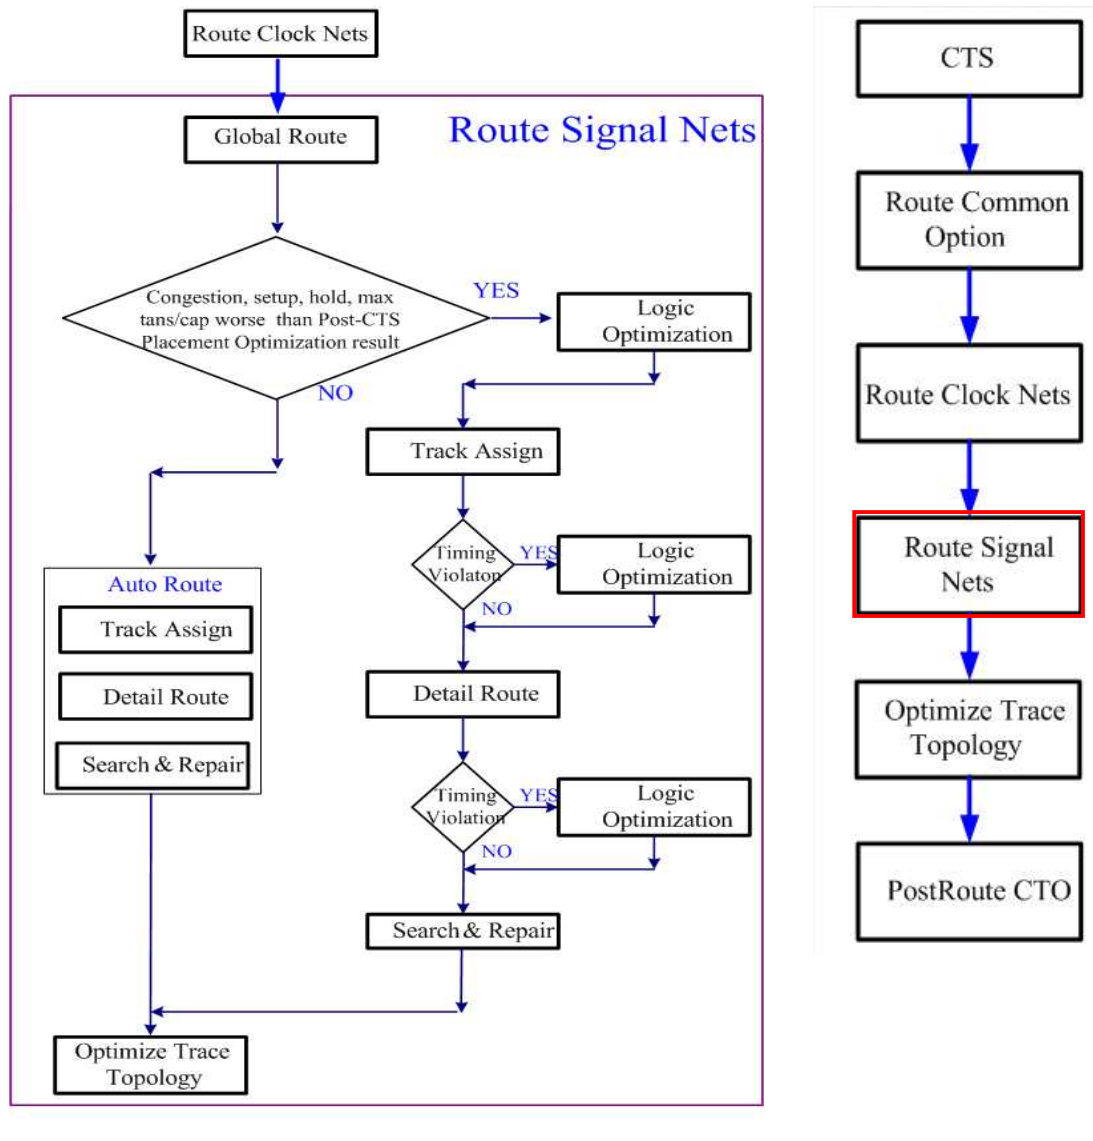 Route Clock Nets
Route Signal Nets
Global Route
Congestion, setup, hold, max
tans/cap worse than Post-CTS
Placement Optimization result
YES
Logic
Optimization
NO
Track Assign
Timing
Violaton
YES
Logic
Optimization
NO
Detail Route
Timing
Violation
YES
Logic
Optimization
NO
Search & Repair
Auto Route
Track Assign
Detail Route
Search & Repair
Optimize Trace
Topology
CTS
Route Common
Option
Route Clock Nets
Route Signal
Nets
Optimize Trace
Topology
PostRoute CTO